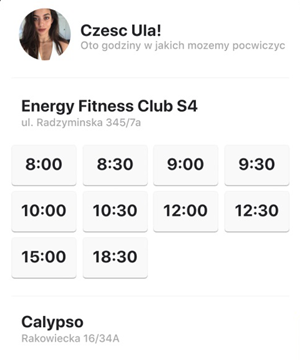 Czesc Ula!
Oto godziny w jakich mozemy pocwiczyc
Energy Fitness Club S4
ul. Radzyminska 345/7a
8:00 8:30 9:00 9:30
10:00 10:30 12:00 12:30
15:00 18:30
Calypso
Rakowiecka 16/34A